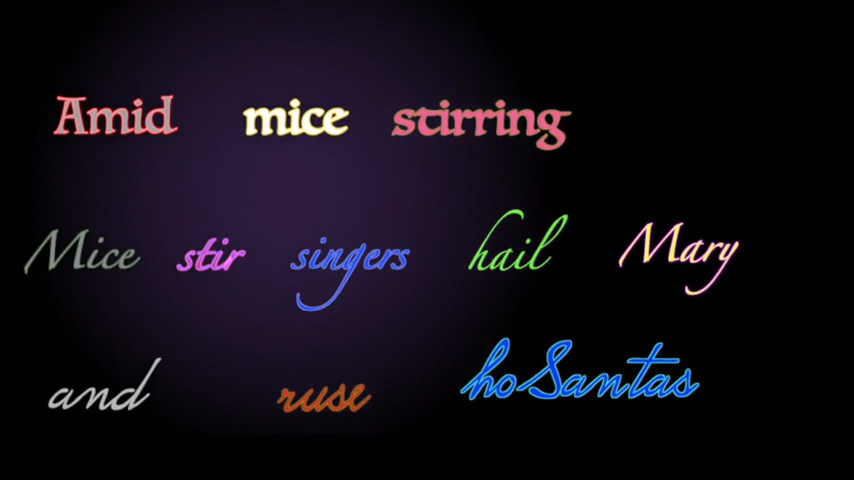 Amid mice stirring
Mice stir singers hail Mary
and ruse hoSantas